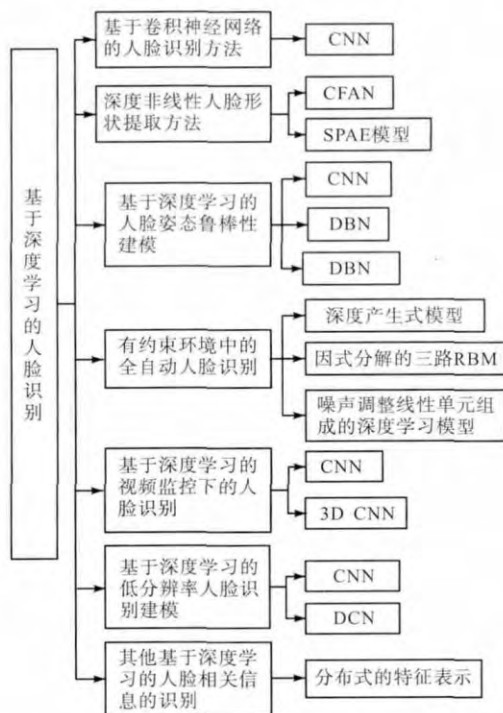 基于深度学习的人脸识别
基于卷积神经网络
的人脸识别方法
CNN
深度非线性人脸形
状提取方法
CFAN
SPAE模型
基于深度学习的
人脸姿态鲁棒性
建模
CNN
DBN
DBN
有约束环境中的
全自动人脸识别
深度产生式模型
因式分解的三路RBM
噪声调整线性单元组
成的深度学习模型
基于深度学习的
视频监控下的人
脸识别
CNN
3D CNN
基于深度学习的
低分辨率人脸识
别建模
CNN
DCN
其他基于深度学
习的人脸相关信
息的识别
分布式的特征表示